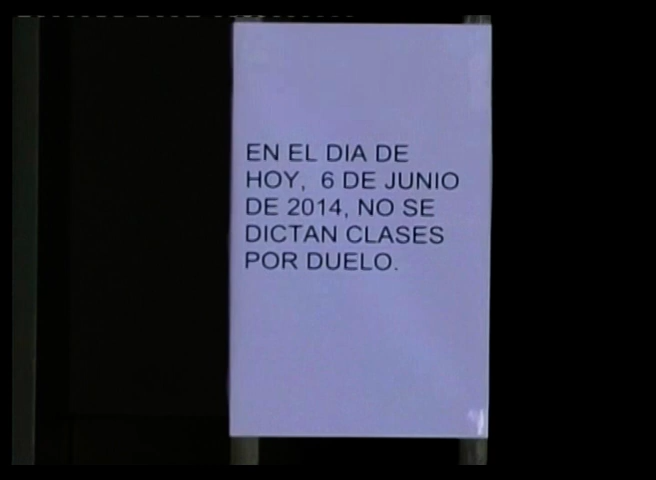 EN EL DIA DE
HOY, 6 DE JUNIO
DE 2014, NO SE
DICTAN CLASES
POR DUELO.